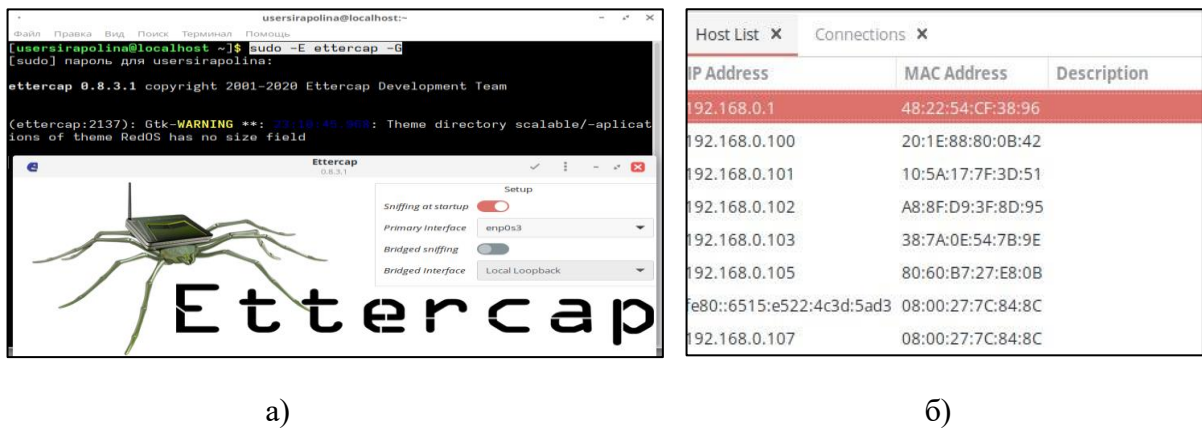 usersirapolina@localhost:~
Файл Правка Вид Поиск Терминал Помощь
[usersirapolina@localhost ~]$ sudo -E ettercap -G
[sudo] пароль для usersirapolina:
ettercap 0.8.3.1 copyright 2001-2020 Ettercap Development Team
(ettercap:2137): Gtk-WARNING **: : Theme directory scalable/-aplicat
ions of theme RedOS has no size field
Ettercap
0.8.3.1
Setup
Sniffing at startup
Primary Interface enp0s3
Bridged sniffing
Bridged Interface Local Loopback
Ettercap
а)
Host List × Connections ×
IP Address MAC Address Description
192.168.0.1 48:22:54:CF:38:96
192.168.0.100 20:1E:88:80:0B:42
192.168.0.101 10:5A:17:7F:3D:51
192.168.0.102 A8:8F:D9:3F:8D:95
192.168.0.103 38:7A:0E:54:7B:9E
192.168.0.105 80:60:B7:27:E8:0B
fe80::6515:e522:4c3d:5ad3 08:00:27:7C:84:8C
192.168.0.107 08:00:27:7C:84:8C
б)